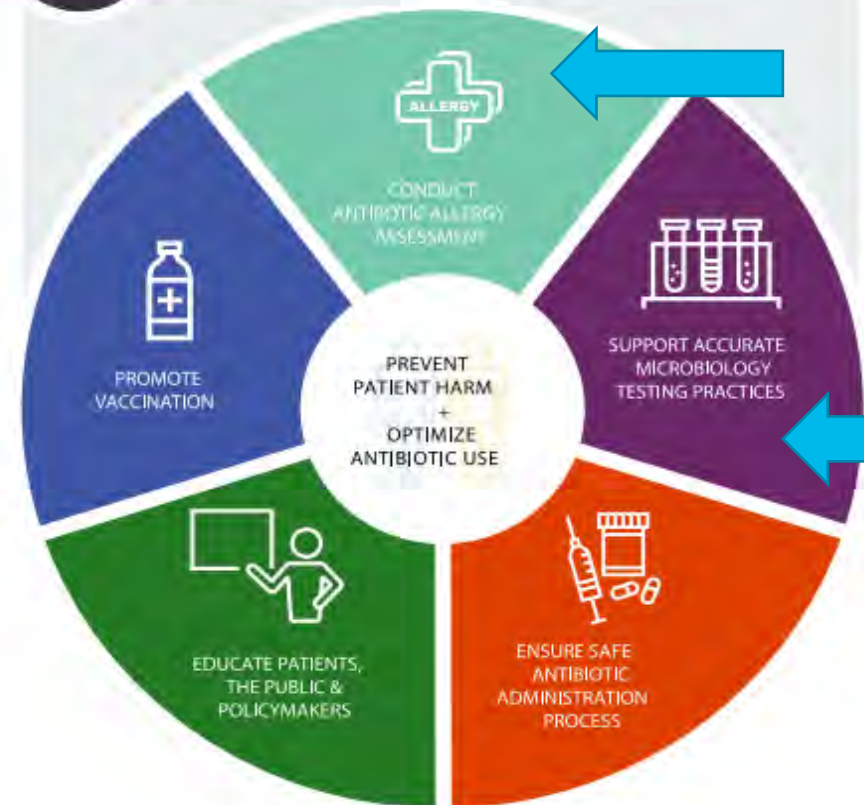 ALLERGY
CONDUCT
ANTIBIOTIC ALLERGY
ASSESSMENT
SUPPORT ACCURATE
MICROBIOLOGY
TESTING PRACTICES
ENSURE SAFE
ANTIBIOTIC
ADMINISTRATION
PROCESS
EDUCATE PATIENTS,
THE PUBLIC &
POLICYMAKERS
PROMOTE
VACCINATION
PREVENT
PATIENT HARM
+
OPTIMIZE
ANTIBIOTIC USE